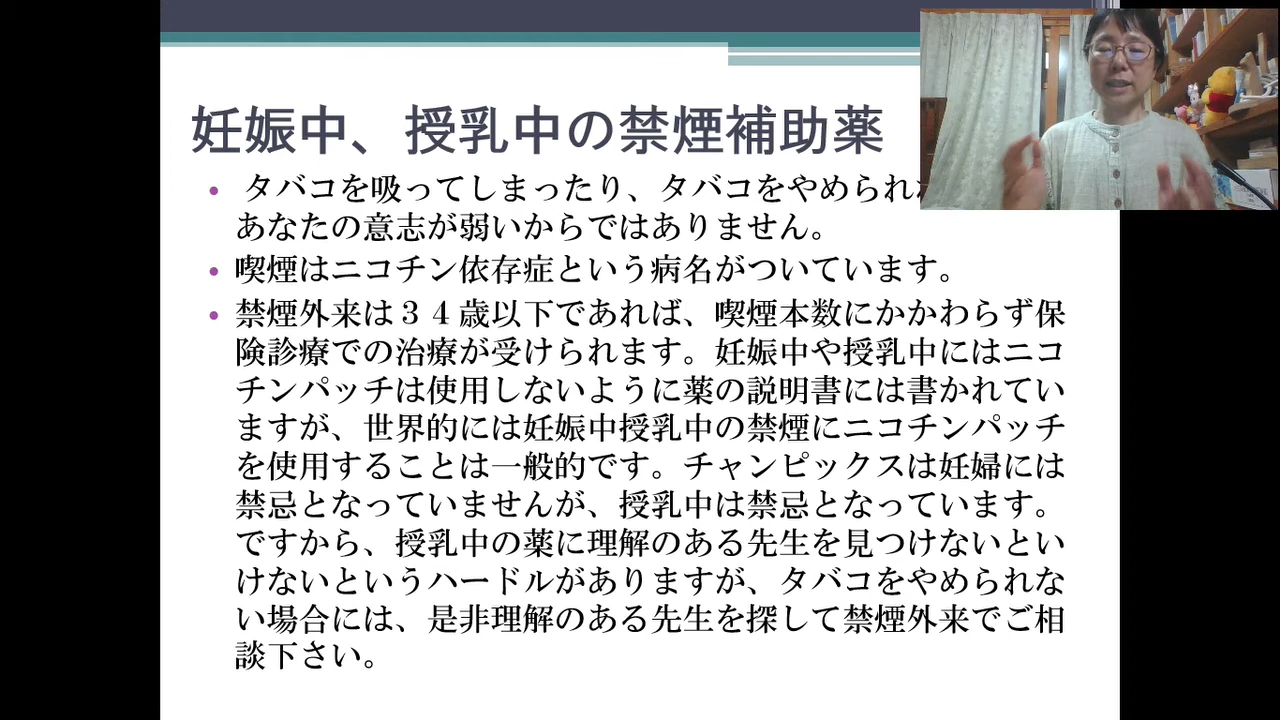 妊娠中、授乳中の禁煙補助薬
• タバコを吸ってしまったり、タバコをやめられ
あなたの意志が弱いからではありません。
• 喫煙はニコチン依存症という病名がついています。
• 禁煙外来は３４歳以下であれば、喫煙本数にかかわらず保
険診療での治療が受けられます。妊娠中や授乳中にはニコ
チンパッチは使用しないように薬の説明書には書かれてい
ますが、世界的には妊娠中授乳中の禁煙にニコチンパッチ
を使用することは一般的です。チャンピックスは妊婦には
禁忌となっていませんが、授乳中は禁忌となっています。
ですから、授乳中の薬に理解のある先生を見つけないとい
けないというハードルがありますが、タバコをやめられな
い場合には、是非理解のある先生を探して禁煙外来でご相
談下さい。